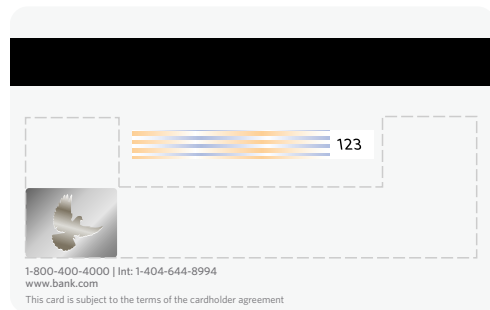 123
1-800-400-4000 | Int: 1-404-644-8994
www.bank.com
This card is subject to the terms of the cardholder agreement